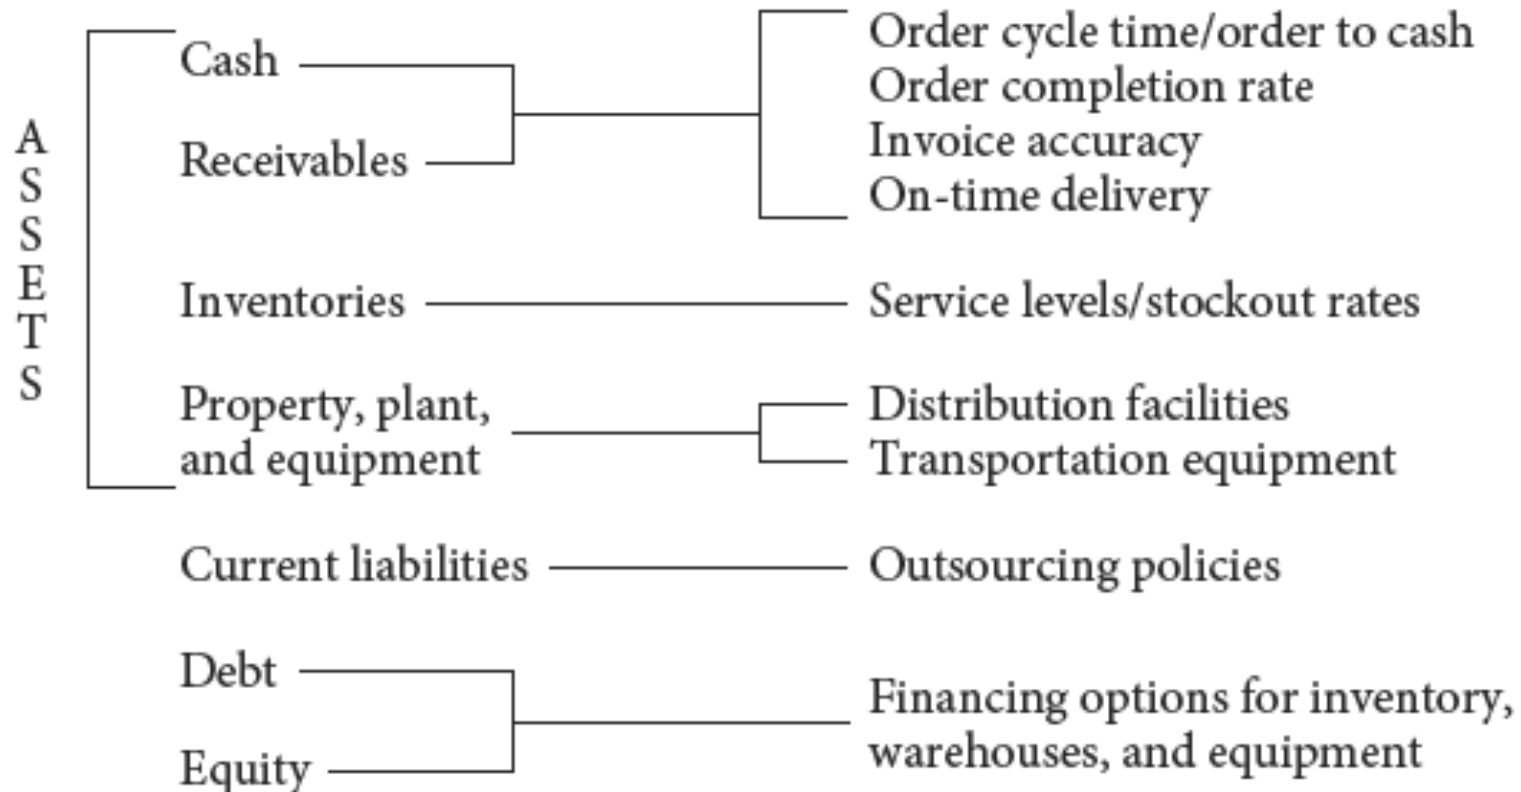 ASSETS
Cash
Receivables
Order cycle time/order to cash
Order completion rate
Invoice accuracy
On-time delivery
Inventories
Service levels/stockout rates
Property, plant,
and equipment
Distribution facilities
Transportation equipment
Current liabilities
Outsourcing policies
Debt
Equity
Financing options for inventory,
warehouses, and equipment